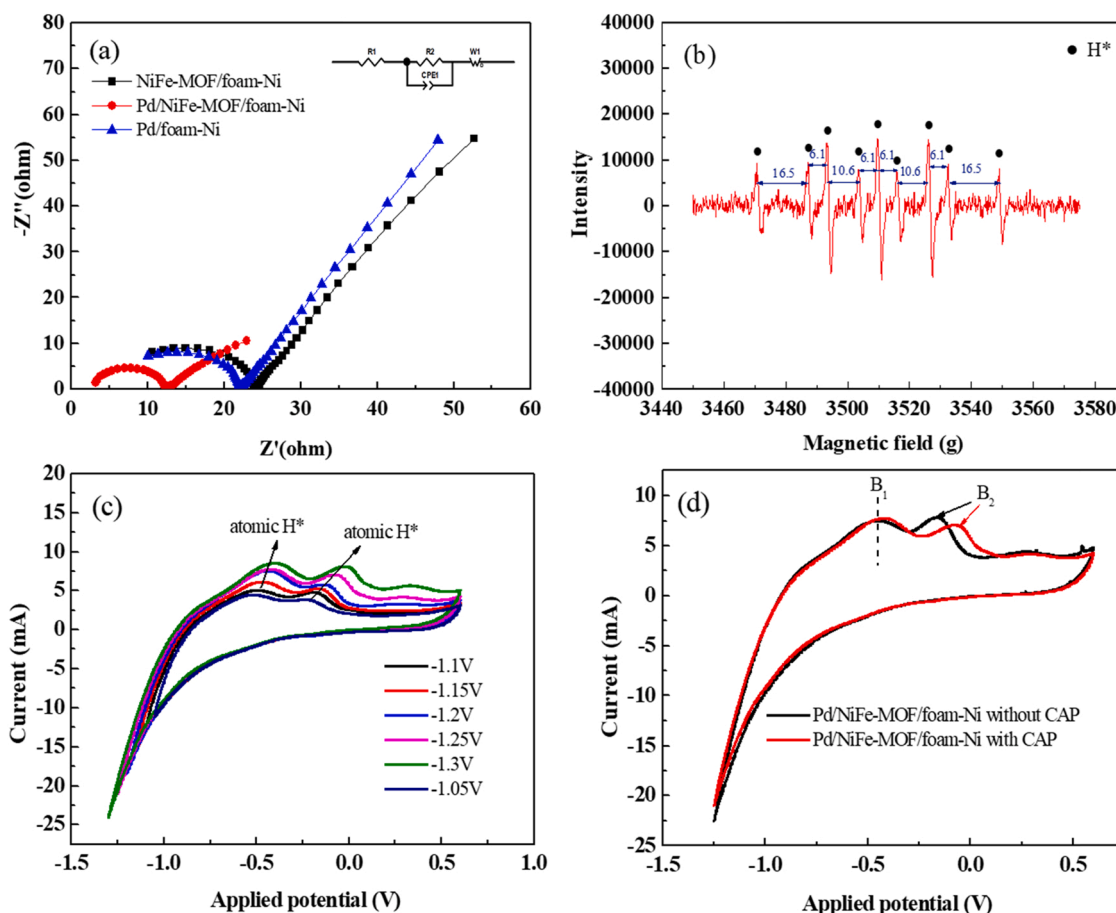 (a)
R1
R2
W1
CPE1
NiFe-MOF/foam-Ni
Pd/NiFe-MOF/foam-Ni
Pd/foam-Ni
80
70
60
50
40
30
20
10
0
-Z''(ohm)
0 10 20 30 40 50 60
Z'(ohm)
(b)
H*
40000
30000
20000
10000
0
-10000
-20000
-30000
-40000
Intensity
16.5 6.1 10.6 6.1 6.1 10.6 6.1 16.5
3440 3460 3480 3500 3520 3540 3560 3580
Magnetic field (g)
(c)
atomic H*
atomic H*
20
15
10
5
0
-5
-10
-15
-20
-25
Current (mA)
-1.1V
-1.15V
-1.2V
-1.25V
-1.3V
-1.05V
-1.5 -1.0 -0.5 0.0 0.5 1.0
Applied potential (V)
(d)
B1
B2
10
5
0
-5
-10
-15
-20
-25
Current (mA)
Pd/NiFe-MOF/foam-Ni without CAP
Pd/NiFe-MOF/foam-Ni with CAP
-1.5 -1.0 -0.5 0.0 0.5
Applied potential (V)